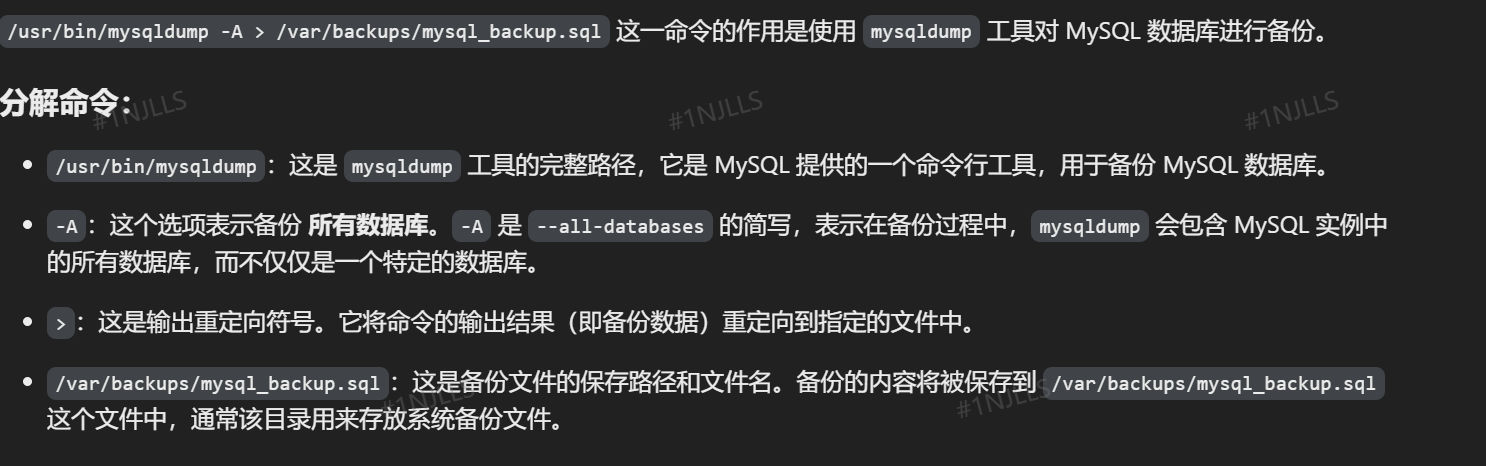 /usr/bin/mysqldump -A > /var/backups/mysql_backup.sql 这一命令的作用是使用 mysqldump 工具对 MySQL 数据库进行备份。
分解命令：
#1NJLLS #1NJLLS #1NJLLS
• /usr/bin/mysqldump：这是 mysqldump 工具的完整路径，它是 MySQL 提供的一个命令行工具，用于备份 MySQL 数据库。
• -A：这个选项表示备份 所有数据库。-A 是 --all-databases 的简写，表示在备份过程中，mysqldump 会包含 MySQL 实例中
的所有数据库，而不仅仅是一个特定的数据库。
• >：这是输出重定向符号。它将命令的输出结果（即备份数据）重定向到指定的文件中。
• /var/backups/mysql_backup.sql：这是备份文件的保存路径和文件名。备份的内容将被保存到 /var/backups/mysql_backup.sql
#1NJLLS #1NJLLS
这个文件中，通常该目录用来存放系统备份文件。